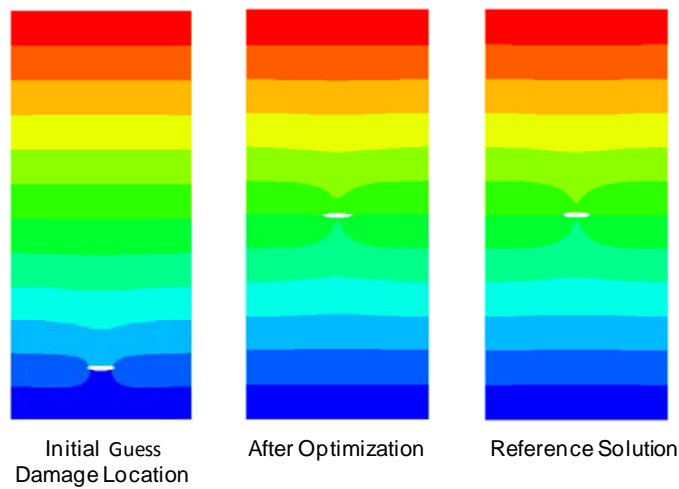 Initial Guess
Damage Location
After Optimization
Reference Solution